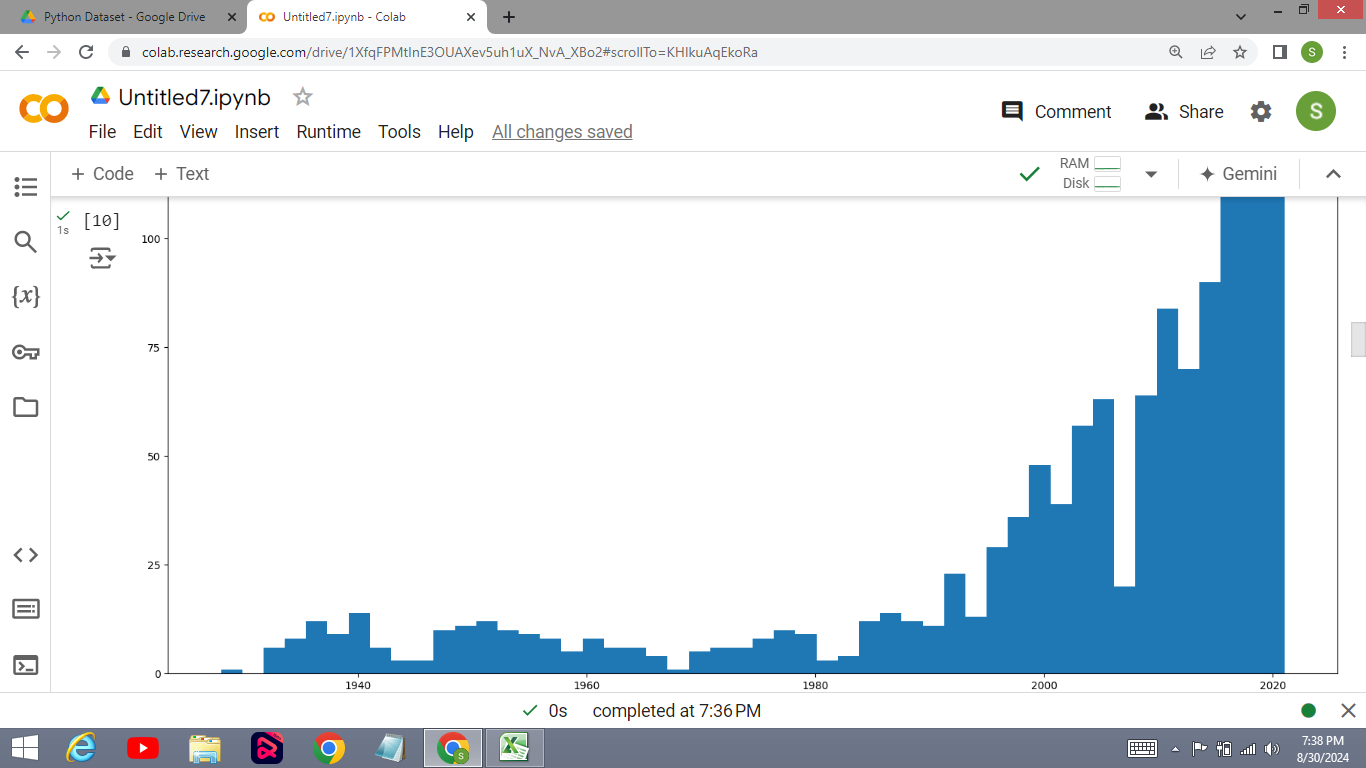 Python Dataset - Google Drive
Untitled7.ipynb - Colab
colab.research.google.com/drive/1XfqFPMtlnE3OUAXev5uh1uX_NvA_XBo2#scrollTo=KHlkuAqEkoRa
S
Untitled7.ipynb
Comment
Share
S
File Edit View Insert Runtime Tools Help All changes saved
+ Code + Text
RAM
Disk
Gemini
[10]
1s
{x}
100
75
50
25
0
1940 1960 1980 2000 2020
0s completed at 7:36 PM
7:38 PM
8/30/2024